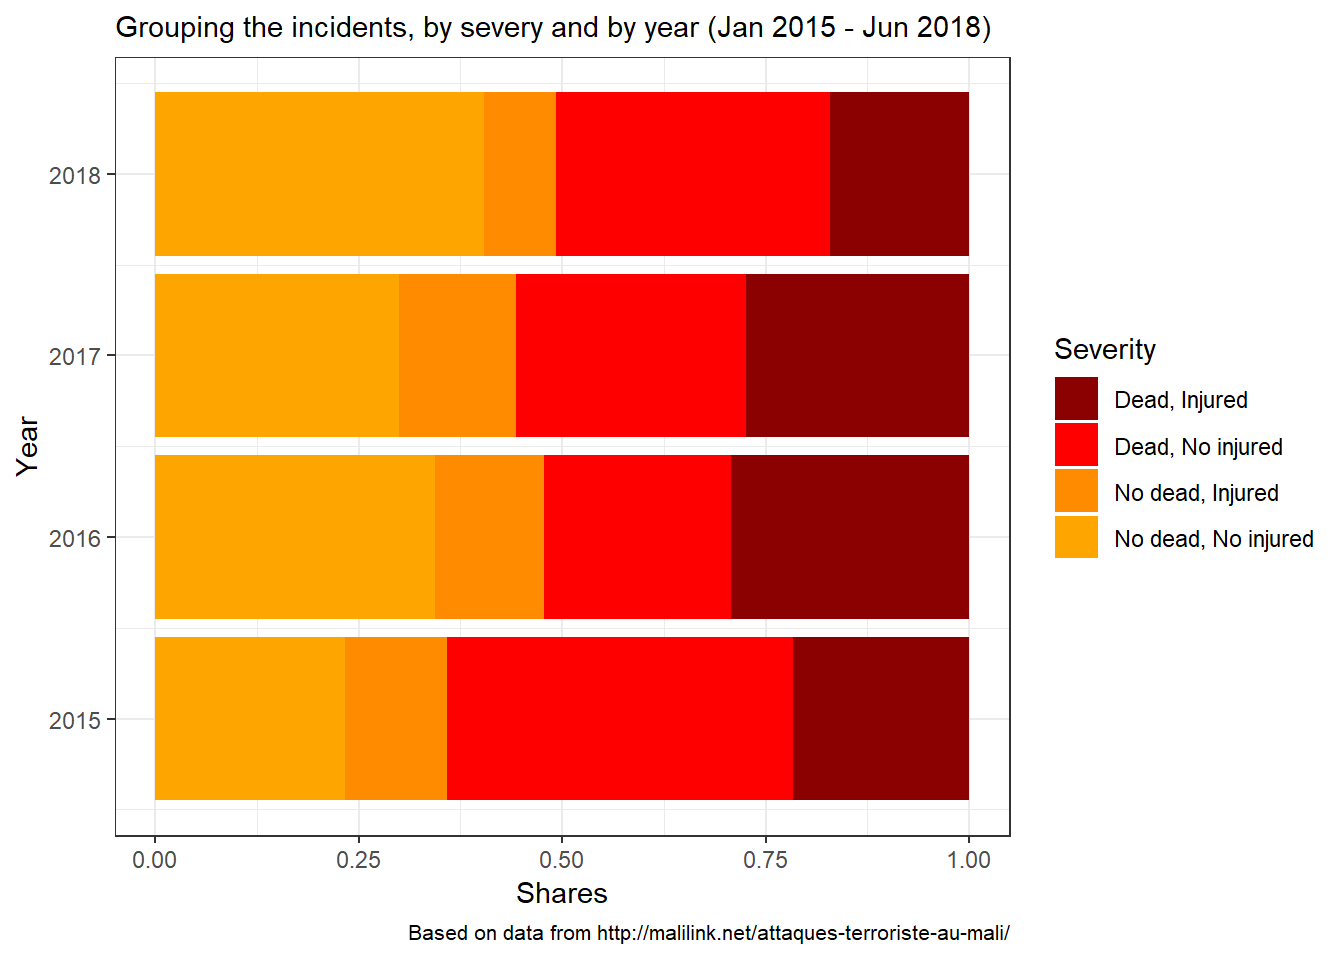 Grouping the incidents, by severy and by year (Jan 2015 - Jun 2018)
2018
2017
2016
2015
Year
0.00 0.25 0.50 0.75 1.00
Shares
Severity
Dead, Injured
Dead, No injured
No dead, Injured
No dead, No injured
Based on data from http://malilink.net/attaques-terroriste-au-mali/